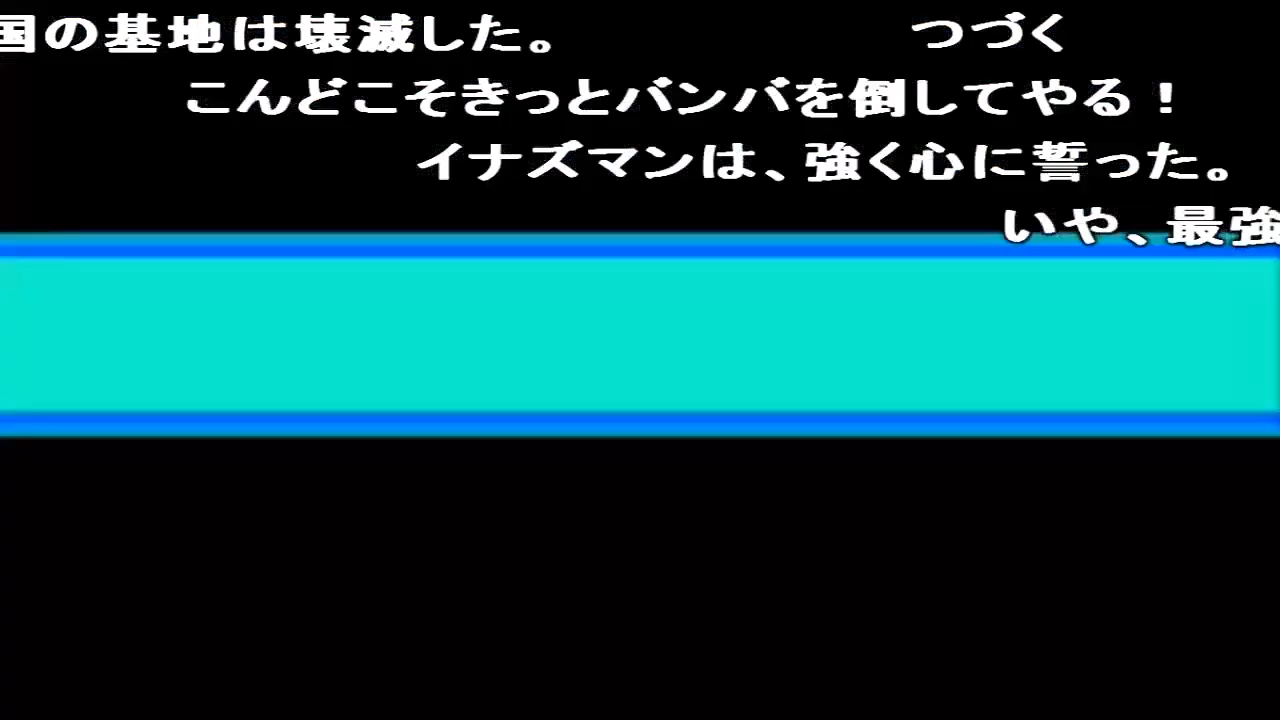 国の基地は壊滅した。 つづく
こんどこそきっとバンバを倒してやる！
イナズマンは、強く心に誓った。
いや、最強